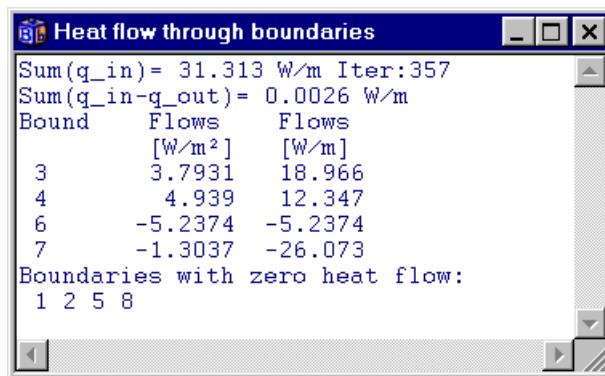 Heat flow through boundaries
Sum(q_in)= 31.313 W/m Iter:357
Sum(q_in-q_out)= 0.0026 W/m
Bound Flows Flows
[W/m²] [W/m]
3 3.7931 18.966
4 4.939 12.347
6 -5.2374 -5.2374
7 -1.3037 -26.073
Boundaries with zero heat flow:
1 2 5 8